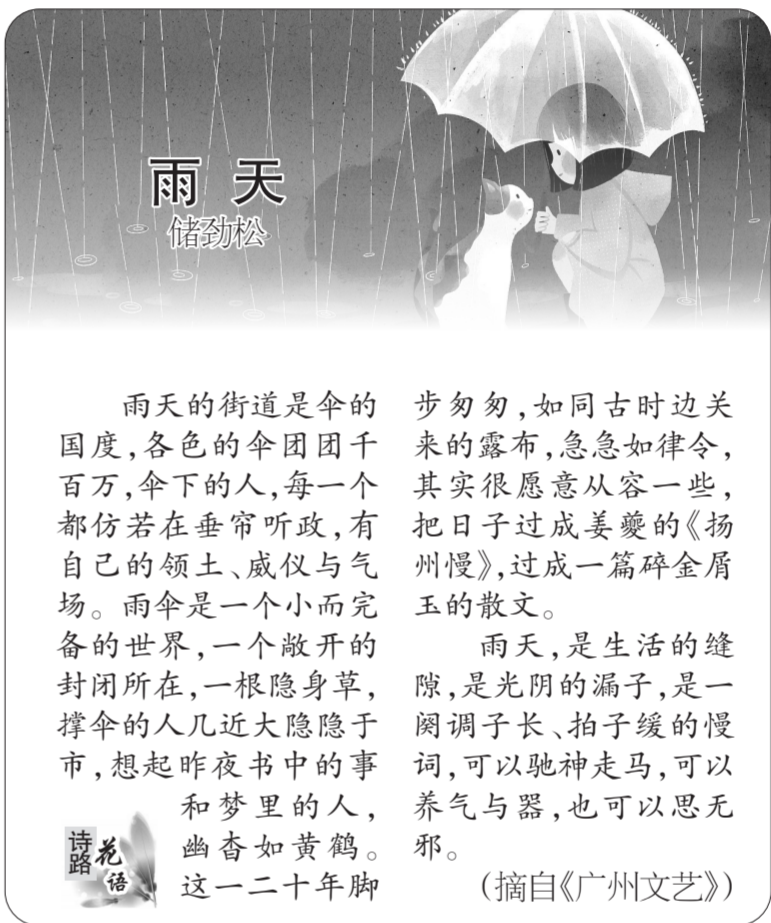 雨 天
储劲松
雨天的街道是伞的
国度,各色的伞团团千
百万,伞下的人,每一个
都仿若在垂帘听政,有
自己的领土、威仪与气
场。雨伞是一个小而完
备的世界,一个敞开的
封闭所在,一根隐身草,
撑伞的人几近大隐隐于
市,想起昨夜书中的事
和梦里的人,
幽杳如黄鹤。
这一二十年脚
诗路
花语
步匆匆,如同古时边关
来的露布,急急如律令,
其实很愿意从容一些,
把日子过成姜夔的《扬
州慢》,过成一篇碎金屑
玉的散文。
雨天,是生活的缝
隙,是光阴的漏子,是一
阕调子长、拍子缓的慢
词,可以驰神走马,可以
养气与器,也可以思无
邪。
(摘自《广州文艺》)